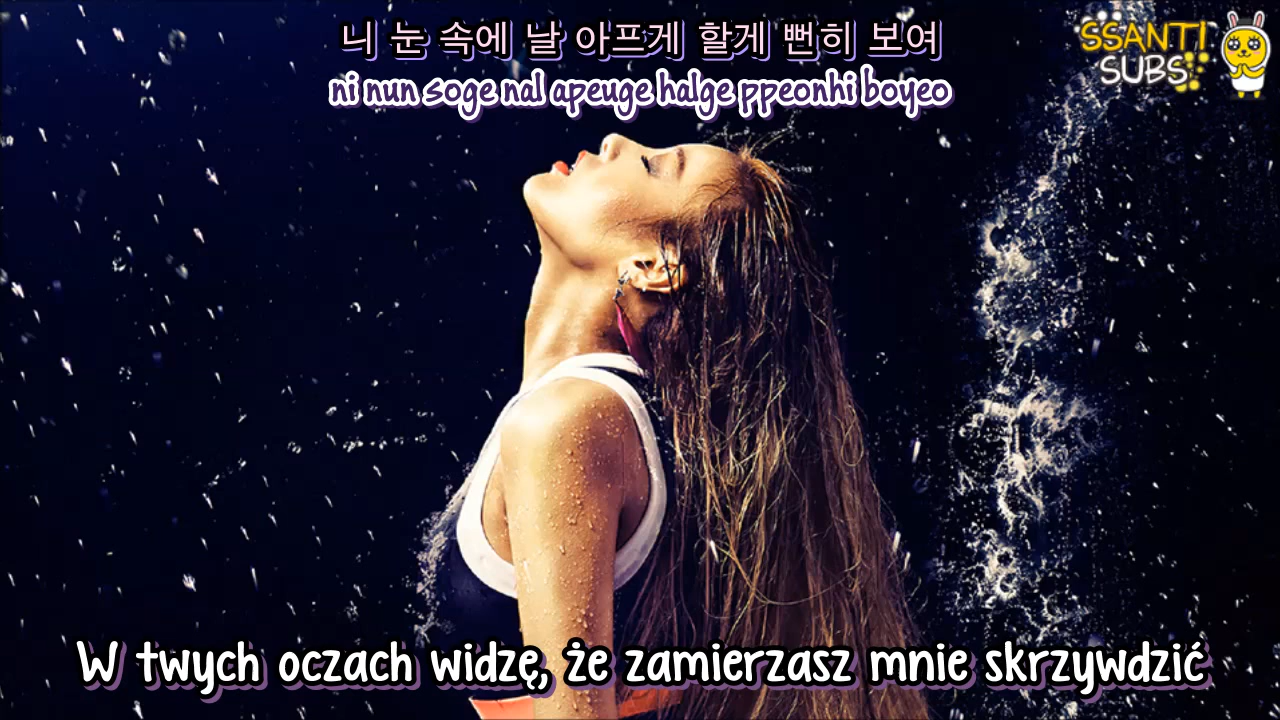 니 눈 속에 날 아프게 할게 뻔히 보여
ni nun soge nal apeuge halge ppeonhi boyeo
SSANTI
SUBS
W twych oczach widzę, że zamierzasz mnie skrzywdzić